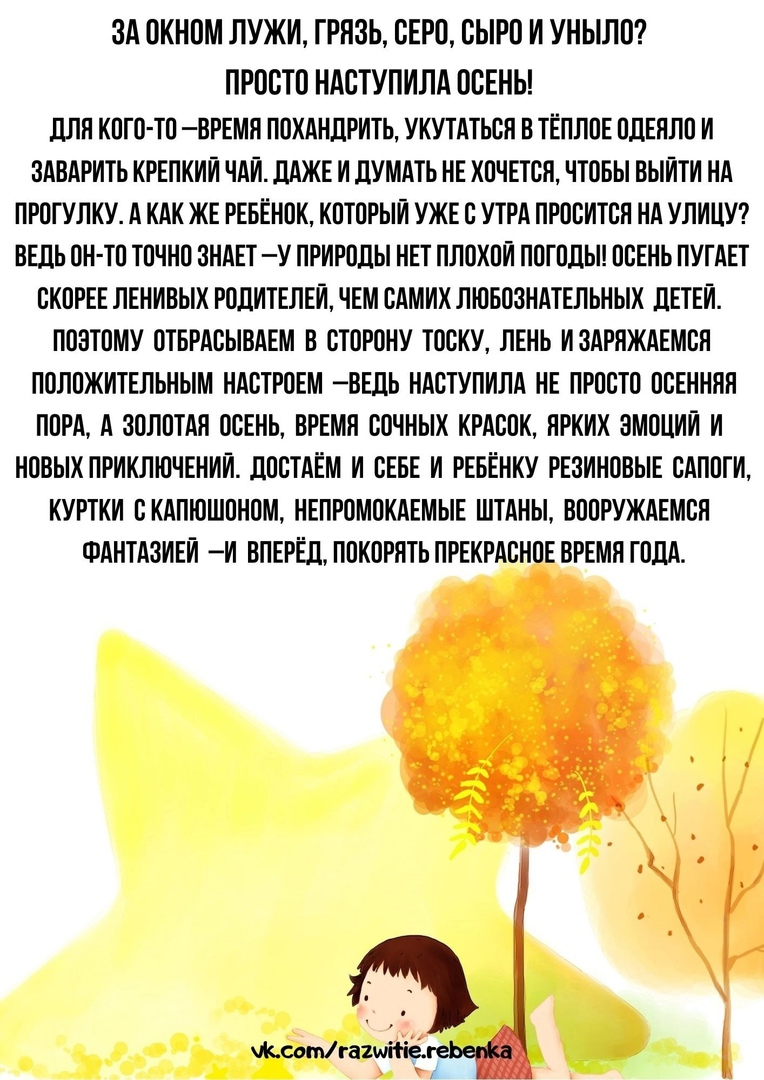 ЗА ОКНОМ ЛУЖИ, ГРЯЗЬ, СЕРО, СЫРО И УНЫЛО?
ПРОСТО НАСТУПИЛА ОСЕНЬ!
ДЛЯ КОГО-ТО –ВРЕМЯ ПОХАНДРИТЬ, УКУТАТЬСЯ В ТЁПЛОЕ ОДЕЯЛО И
ЗАВАРИТЬ КРЕПКИЙ ЧАЙ. ДАЖЕ И ДУМАТЬ НЕ ХОЧЕТСЯ, ЧТОБЫ ВЫЙТИ НА
ПРОГУЛКУ. А КАК ЖЕ РЕБЁНОК, КОТОРЫЙ УЖЕ С УТРА ПРОСИТСЯ НА УЛИЦУ?
ВЕДЬ ОН-ТО ТОЧНО ЗНАЕТ –У ПРИРОДЫ НЕТ ПЛОХОЙ ПОГОДЫ! ОСЕНЬ ПУГАЕТ
СКОРЕЕ ЛЕНИВЫХ РОДИТЕЛЕЙ, ЧЕМ САМИХ ЛЮБОЗНАТЕЛЬНЫХ ДЕТЕЙ.
ПОЭТОМУ ОТБРАСЫВАЕМ В СТОРОНУ ТОСКУ, ЛЕНЬ И ЗАРЯЖАЕМСЯ
ПОЛОЖИТЕЛЬНЫМ НАСТРОЕМ –ВЕДЬ НАСТУПИЛА НЕ ПРОСТО ОСЕННЯЯ
ПОРА, А ЗОЛОТАЯ ОСЕНЬ, ВРЕМЯ СОЧНЫХ КРАСОК, ЯРКИХ ЭМОЦИЙ И
НОВЫХ ПРИКЛЮЧЕНИЙ. ДОСТАЁМ И СЕБЕ И РЕБЁНКУ РЕЗИНОВЫЕ САПОГИ,
КУРТКИ С КАПЮШОНОМ, НЕПРОМОКАЕМЫЕ ШТАНЫ, ВООРУЖАЕМСЯ
ФАНТАЗИЕЙ –И ВПЕРЁД, ПОКОРЯТЬ ПРЕКРАСНОЕ ВРЕМЯ ГОДА.
vk.com/razwitie.rebenka